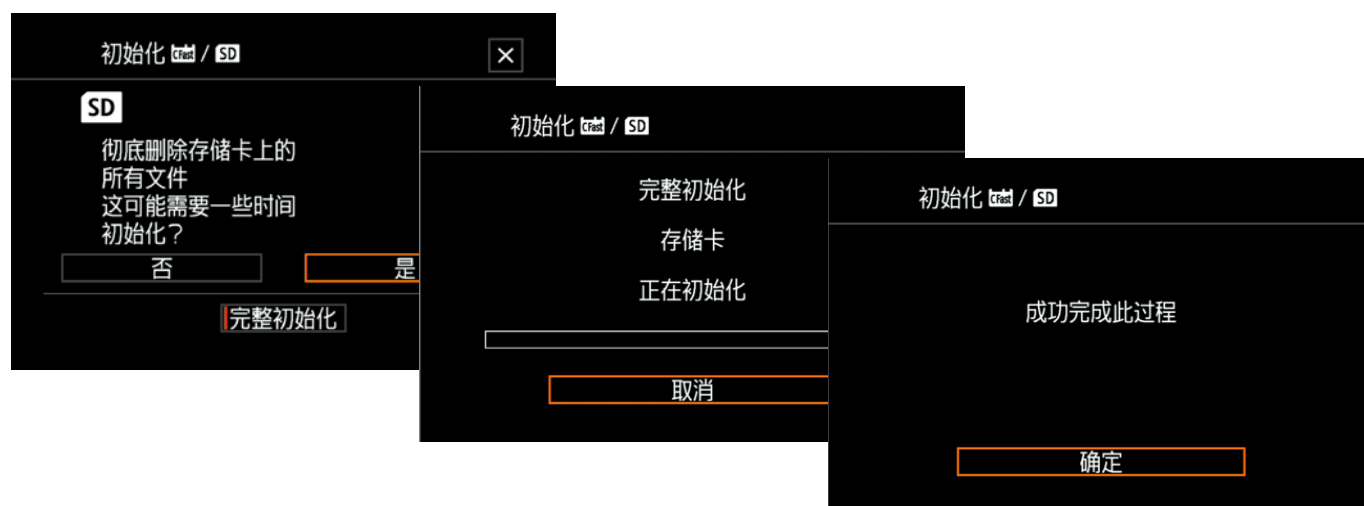 初始化 CFast / SD
SD
彻底删除存储卡上的
所有文件
这可能需要一些时间
初始化？
否 是
完整初始化
初始化 CFast / SD
完整初始化
存储卡
正在初始化
取消
初始化 CFast / SD
成功完成此过程
确定